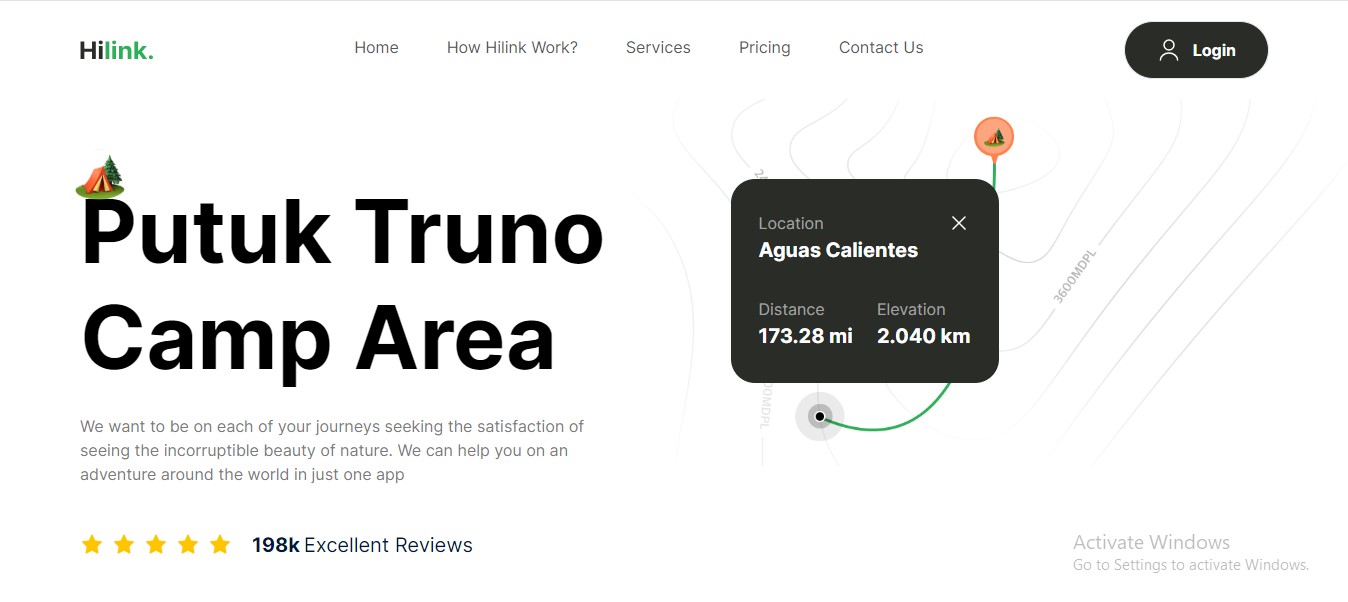 Hilink.
Home
How Hilink Work?
Services
Pricing
Contact Us
Login
Putuk Truno
Camp Area
We want to be on each of your journeys seeking the satisfaction of
seeing the incorruptible beauty of nature. We can help you on an
adventure around the world in just one app
198k Excellent Reviews
Location
Aguas Calientes
Distance
Elevation
173.28 mi
2.040 km
3600MDPL
Activate Windows
Go to Settings to activate Windows.